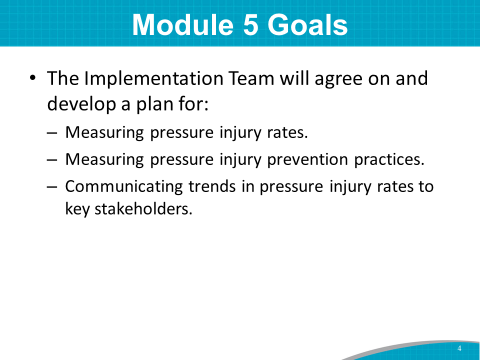 Module 5 Goals
• The Implementation Team will agree on and
develop a plan for:
– Measuring pressure injury rates.
– Measuring pressure injury prevention practices.
– Communicating trends in pressure injury rates to
key stakeholders.
4